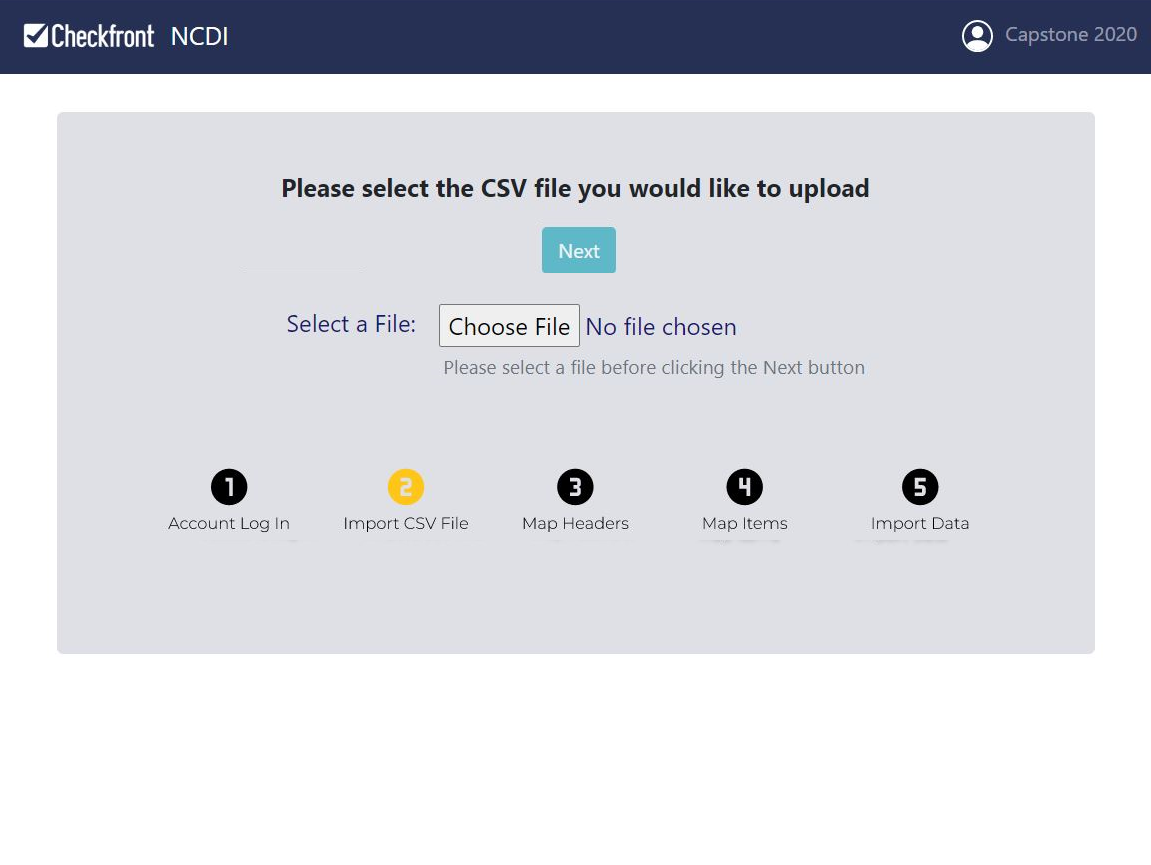 Checkfront NCDI
Capstone 2020
Please select the CSV file you would like to upload
Next
Select a File: Choose File No file chosen
Please select a file before clicking the Next button
1 2 3 4 5
Account Log In Import CSV File Map Headers Map Items Import Data